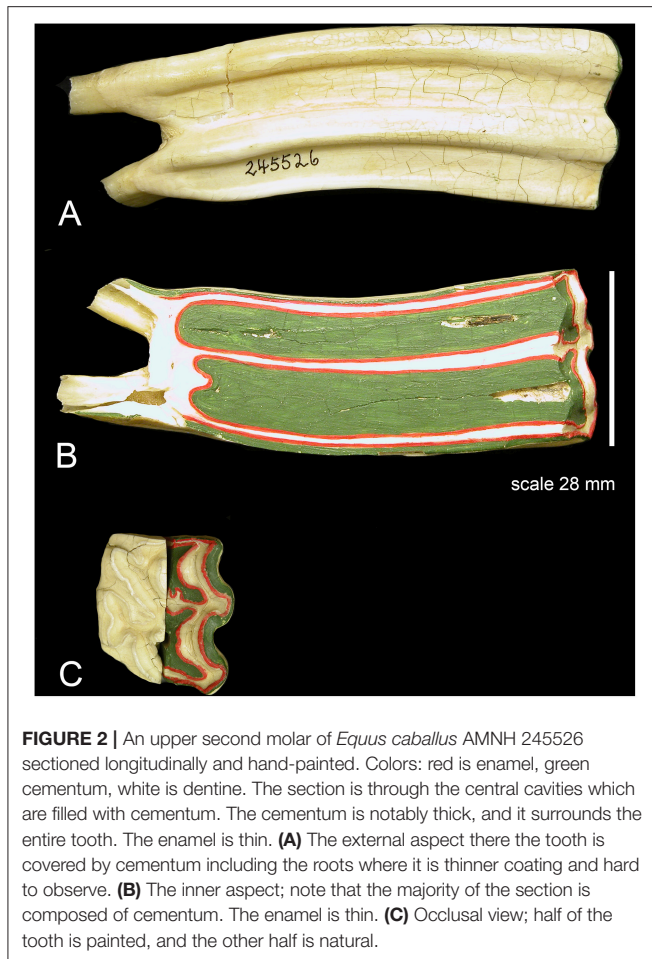 245526
A
B
scale 28 mm
C
FIGURE 2 | An upper second molar of Equus caballus AMNH 245526
sectioned longitudinally and hand-painted. Colors: red is enamel, green
cementum, white is dentine. The section is through the central cavities which
are filled with cementum. The cementum is notably thick, and it surrounds the
entire tooth. The enamel is thin. (A) The external aspect there the tooth is
covered by cementum including the roots where it is thinner coating and hard
to observe. (B) The inner aspect; note that the majority of the section is
composed of cementum. The enamel is thin. (C) Occlusal view; half of the
tooth is painted, and the other half is natural.